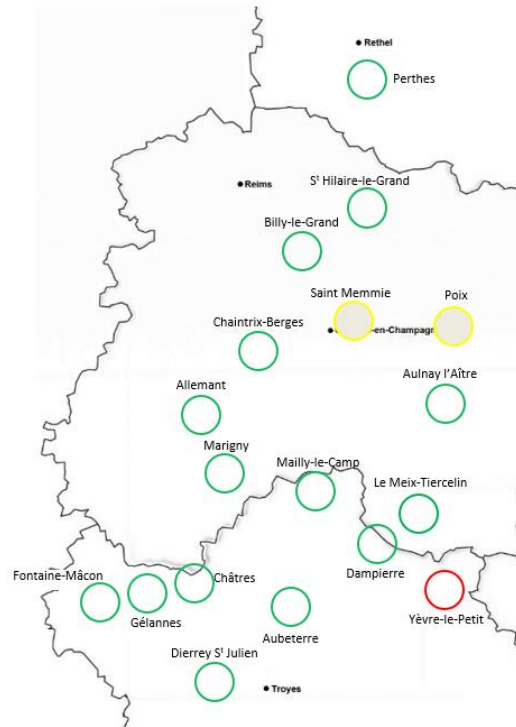 Rethel
Perthes
Reims
Sᵗ Hilaire-le-Grand
Billy-le-Grand
Saint Memmie
Poix
-en-Champagn
Chaintrix-Berges
Aulnay l’Aître
Allemant
Marigny
Mailly-le-Camp
Le Meix-Tiercelin
Dampierre
Fontaine-Mâcon
Châtres
Gélannes
Yèvre-le-Petit
Aubeterre
Dierrey Sᵗ Julien
Troyes